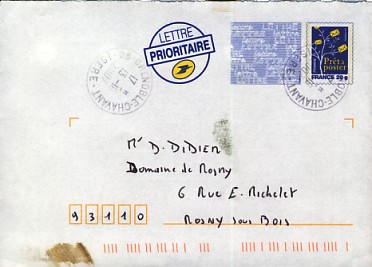 LETTRE
PRIORITAIRE
Prêt à
poster
FRANCE 20 g
Mr D. DIDIER
Domaine de Rosny
6 Rue E. Michelet
93110
ROSNY sous BOIS